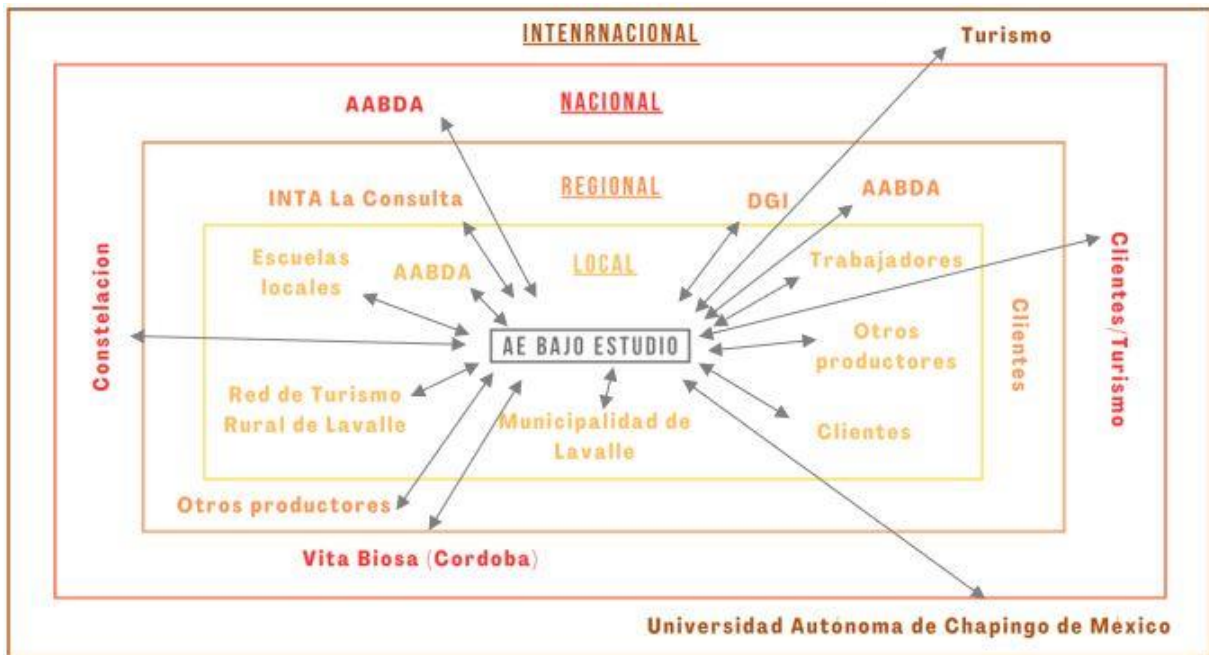 INTENRNACIONAL
Turismo
AABDA
NACIONAL
INTA La Consulta
REGIONAL
DGI
AABDA
Escuelas
locales
AABDA
LOCAL
Trabajadores
Constelacion
AE BAJO ESTUDIO
Otros
productores
Clientes
Clientes/Turismo
Red de Turismo
Rural de Lavalle
Municipalidad de
Lavalle
Clientes
Otros productores
Vita Biosa (Cordoba)
Universidad Autónoma de Chapingo de México